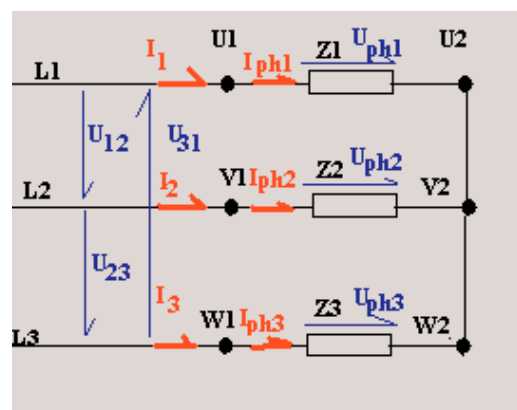 U1 U2
L1 I1 Iph1 Z1 Uph1
U12 U31
L2 I2 V1 Iph2 Z2 Uph2 V2
U23
L3 I3 W1 Iph3 Z3 Uph3 W2